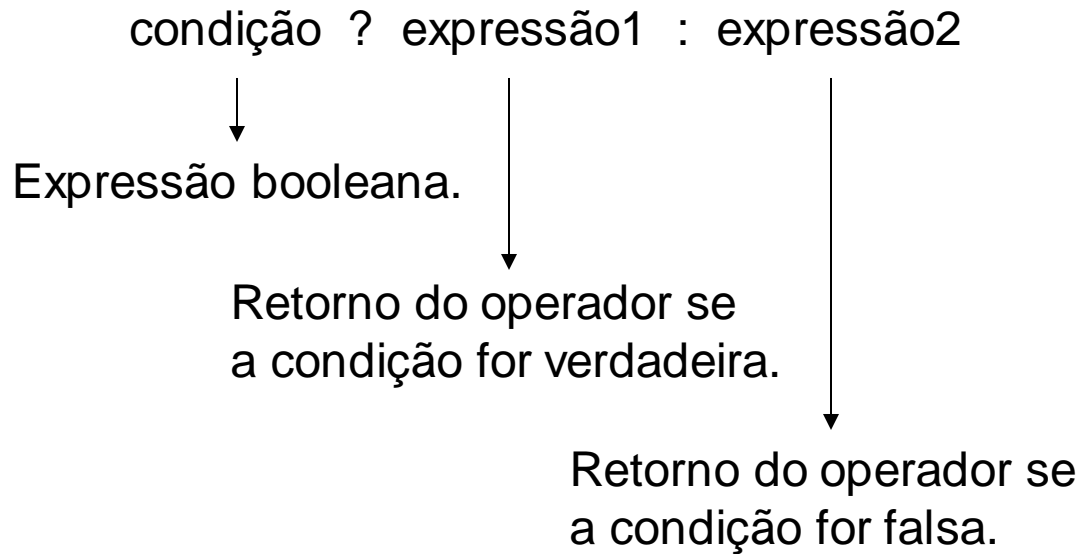 condição ? expressão1 : expressão2
Expressão booleana.
Retorno do operador se
a condição for verdadeira.
Retorno do operador se
a condição for falsa.